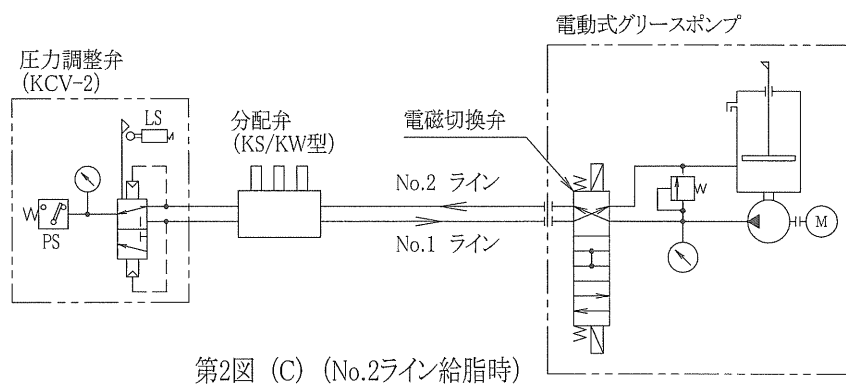 電動式グリースポンプ
圧力調整弁
(KCV-2)
LS
分配弁
(KS/KW型)
電磁切換弁
No.2 ライン
No.1 ライン
PS
M
第2図 (C) (No.2ライン給脂時)